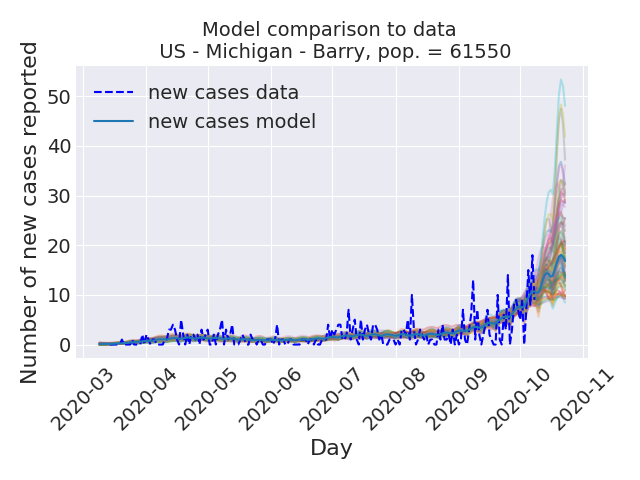 Model comparison to data
US - Michigan - Barry, pop. = 61550
Number of new cases reported
50
40
30
20
10
0
new cases data
new cases model
2020-03
2020-04
2020-05
2020-06
2020-07
2020-08
2020-09
2020-10
2020-11
Day